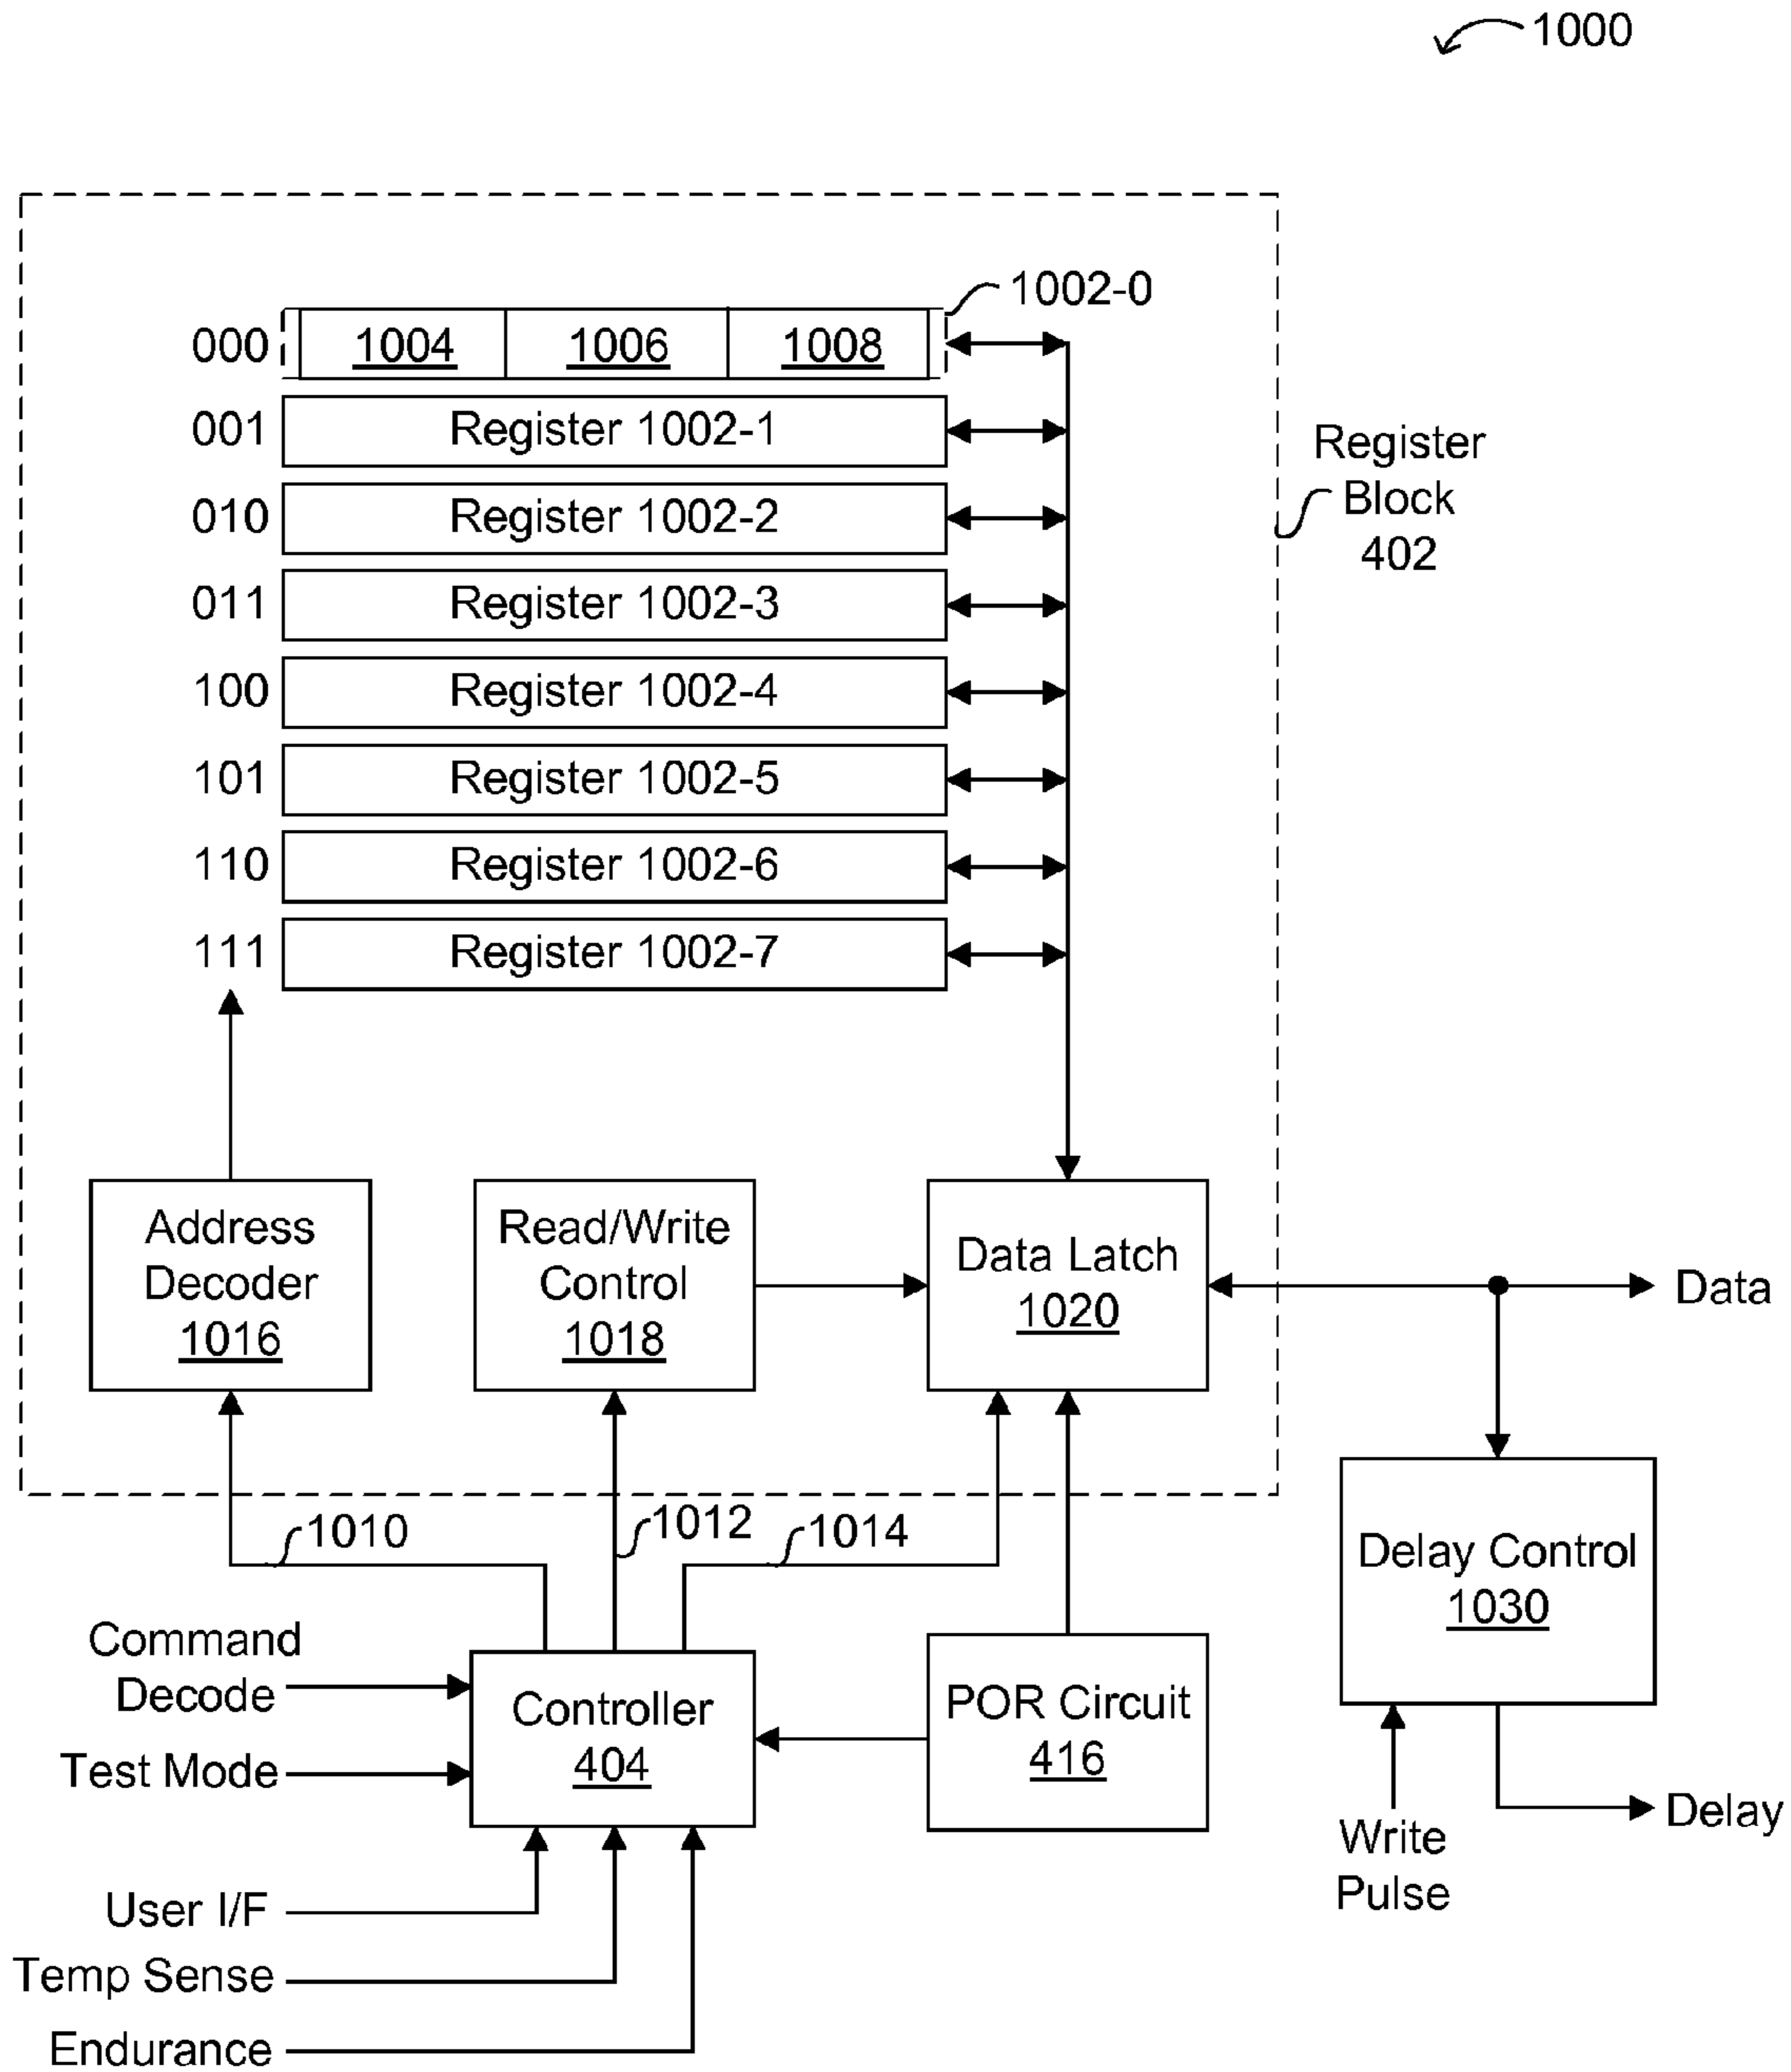 1000
1002-0
000 1004 1006 1008
001 Register 1002-1
010 Register 1002-2
011 Register 1002-3
100 Register 1002-4
101 Register 1002-5
110 Register 1002-6
111 Register 1002-7
Register
Block
402
Address
Decoder
1016
Read/Write
Control
1018
Data Latch
1020
Data
1010
1012
1014
Delay Control
1030
Command
Decode
Test Mode
Controller
404
POR Circuit
416
Write
Pulse
Delay
User I/F
Temp Sense
Endurance